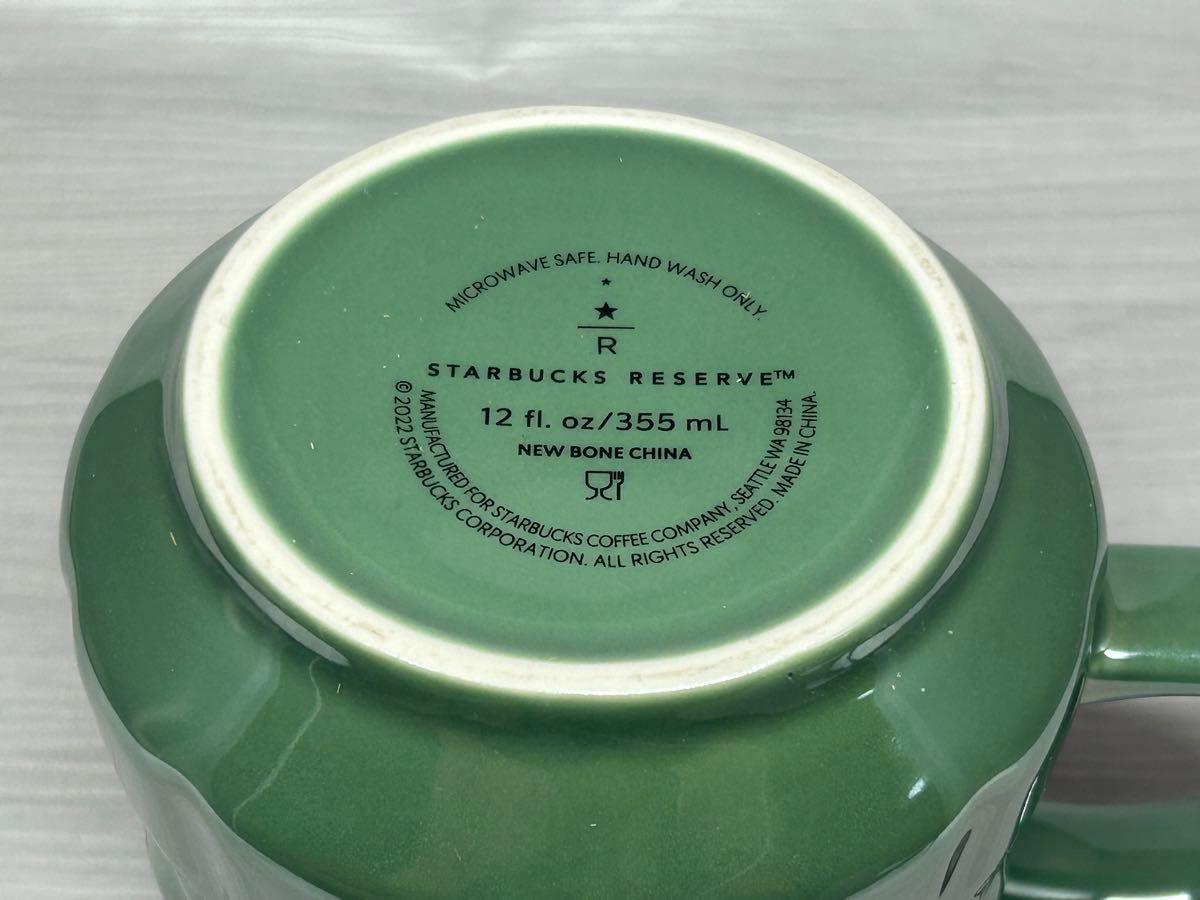 MICROWAVE SAFE. HAND WASH ONLY.
R
STARBUCKS RESERVE™
12 fl. oz/355 mL
NEW BONE CHINA
MANUFACTURED FOR STARBUCKS COFFEE COMPANY, SEATTLE WA 98134
©2022 STARBUCKS CORPORATION. ALL RIGHTS RESERVED. MADE IN CHINA.